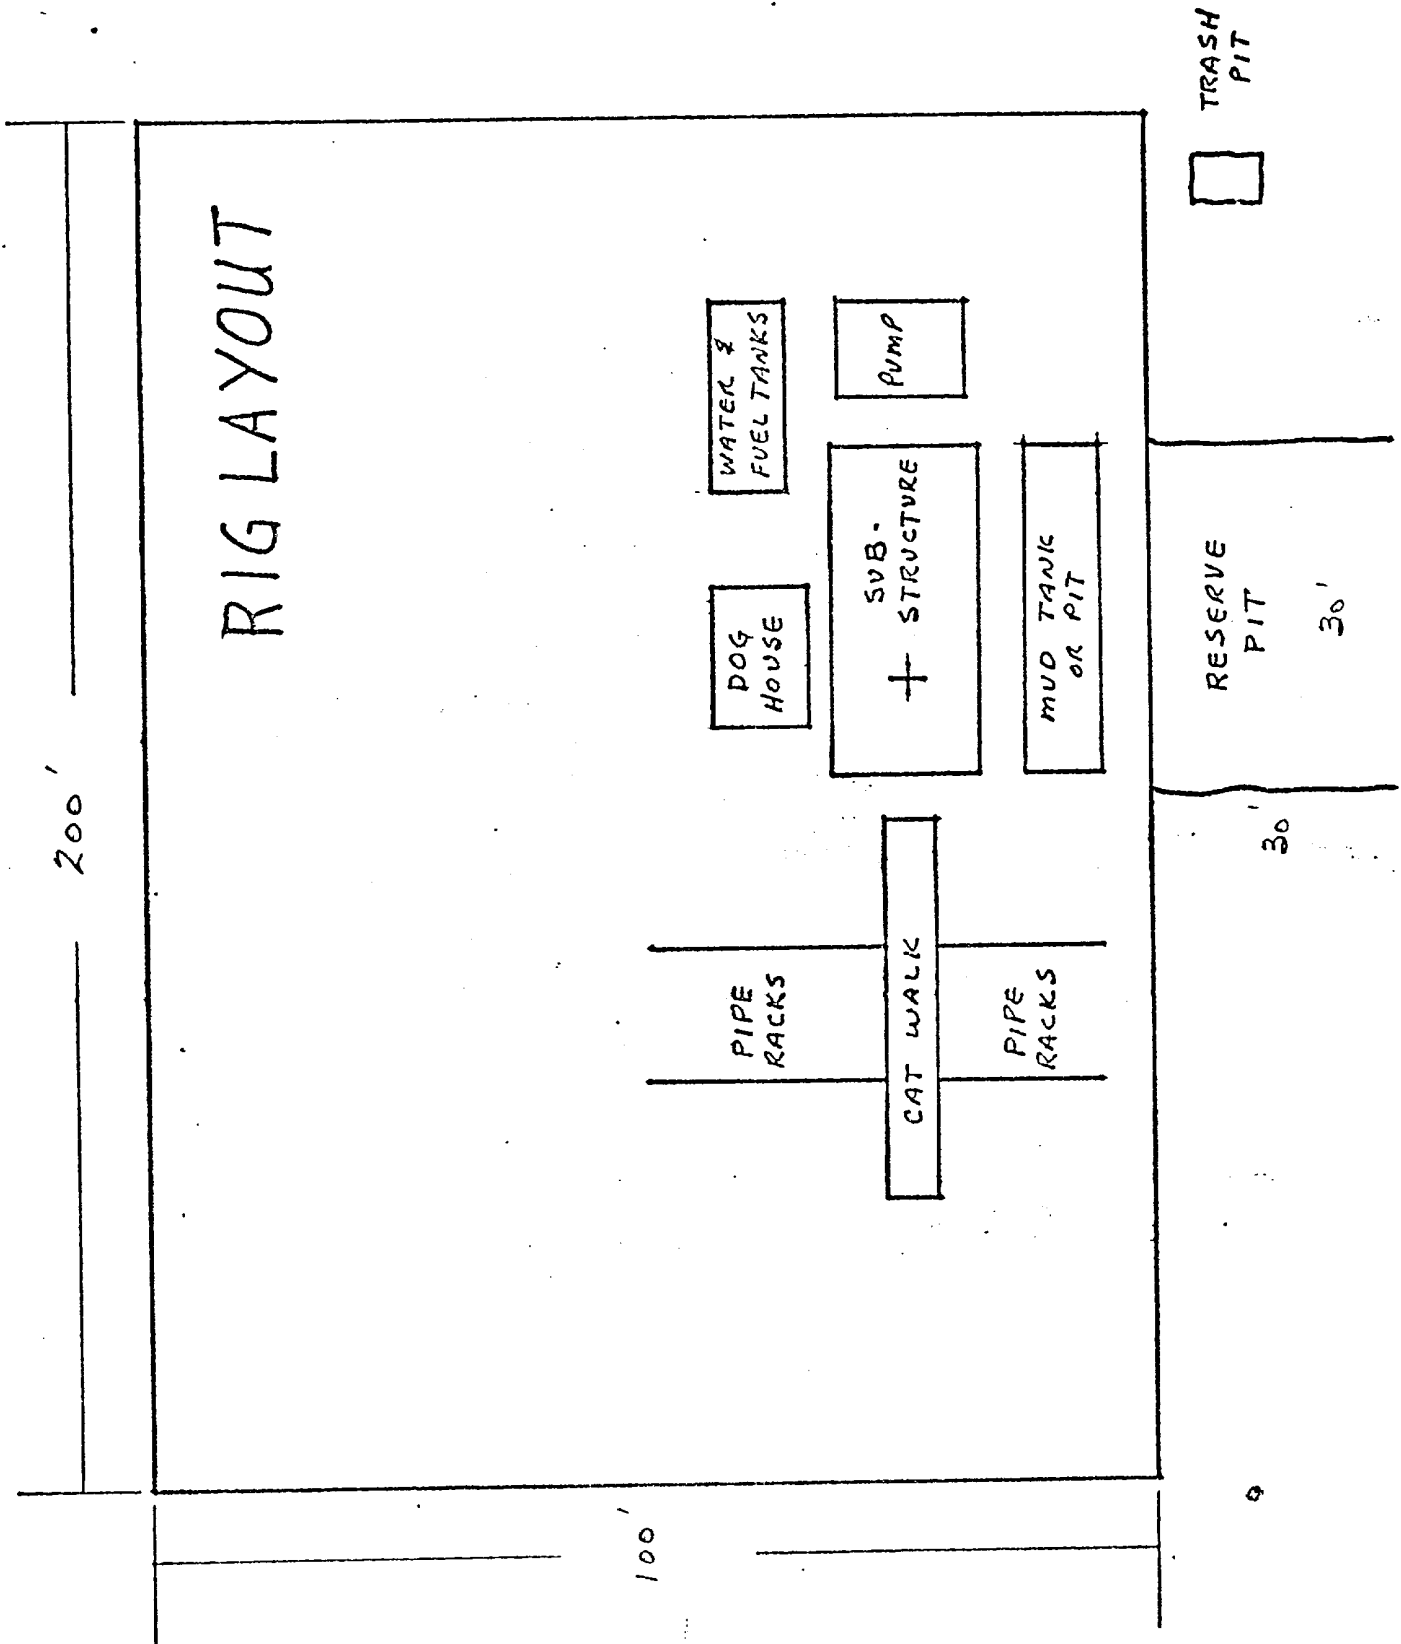 200'
RIG LAYOUT
100'
WATER &
FUEL TANKS
DOG
HOUSE
PIPE
RACKS
PUMP
SUB-
STRUCTURE
CAT WALK
MUD TANK
OR PIT
PIPE
RACKS
RESERVE
PIT
30'
30'
TRASH
PIT